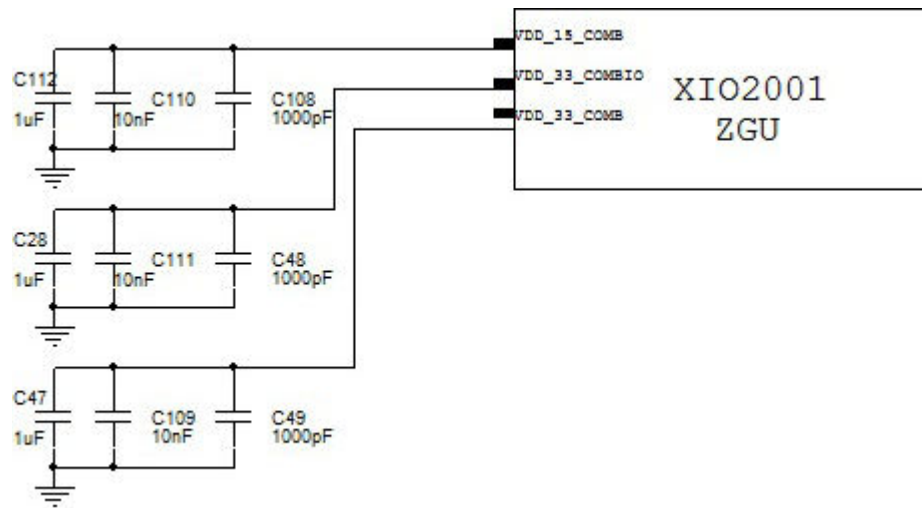 VDD_15_COMB
C112
VDD_33_COMBIO
XIO2001
C110
C108
1uF
10nF
1000pF
VDD_33_COMB
ZGU
C28
C111
C48
1uF
10nF
1000pF
C47
C109
C49
1uF
10nF
1000pF